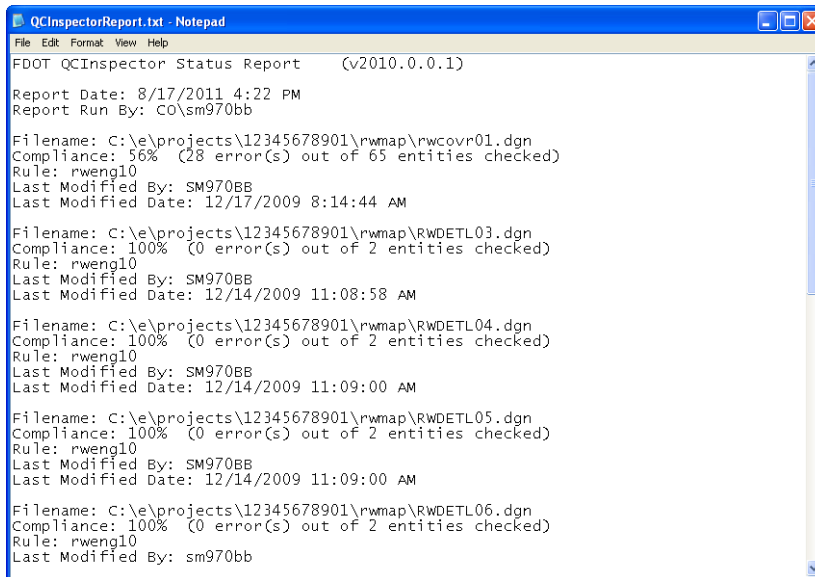 QCInspectorReport.txt - Notepad
File Edit Format View Help
FDOT QCInspector Status Report (v2010.0.0.1)
Report Date: 8/17/2011 4:22 PM
Report Run By: CO\sm970bb
Filename: C:\e\projects\12345678901\rwmap\rwcovr01.dgn
Compliance: 56% (28 error(s) out of 65 entities checked)
Rule: rweng10
Last Modified By: SM970BB
Last Modified Date: 12/17/2009 8:14:44 AM
Filename: C:\e\projects\12345678901\rwmap\RWDETL03.dgn
Compliance: 100% (0 error(s) out of 2 entities checked)
Rule: rweng10
Last Modified By: SM970BB
Last Modified Date: 12/14/2009 11:08:58 AM
Filename: C:\e\projects\12345678901\rwmap\RWDETL04.dgn
Compliance: 100% (0 error(s) out of 2 entities checked)
Rule: rweng10
Last Modified By: SM970BB
Last Modified Date: 12/14/2009 11:09:00 AM
Filename: C:\e\projects\12345678901\rwmap\RWDETL05.dgn
Compliance: 100% (0 error(s) out of 2 entities checked)
Rule: rweng10
Last Modified By: SM970BB
Last Modified Date: 12/14/2009 11:09:00 AM
Filename: C:\e\projects\12345678901\rwmap\RWDETL06.dgn
Compliance: 100% (0 error(s) out of 2 entities checked)
Rule: rweng10
Last Modified By: sm970bb